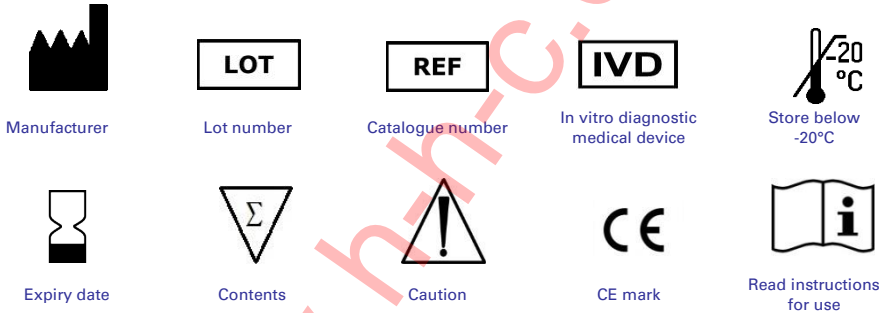 LOT
REF
IVD
-20
°C
Manufacturer
Lot number
Catalogue number
In vitro diagnostic
medical device
Store below
-20°C
Σ
i
CE
Expiry date
Contents
Caution
CE mark
Read instructions
for use
h-h-c.